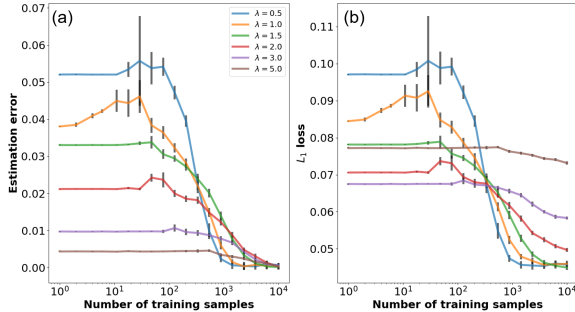 (a)
Estimation error
0.07
0.06
0.05
0.04
0.03
0.02
0.01
0.00
λ = 0.5
λ = 1.0
λ = 1.5
λ = 2.0
λ = 3.0
λ = 5.0
10^0 10^1 10^2 10^3 10^4
Number of training samples
(b)
L_1 loss
0.10
0.09
0.08
0.07
0.06
0.05
10^0 10^1 10^2 10^3 10^4
Number of training samples